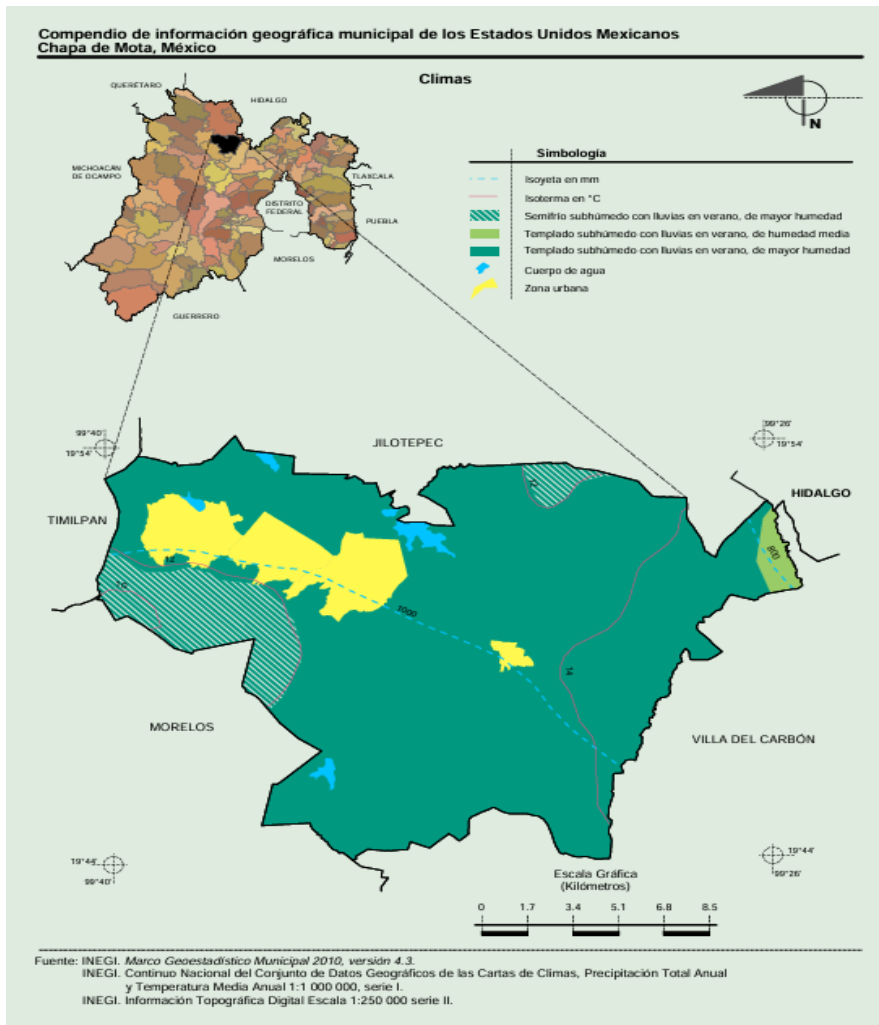 Compendio de información geográfica municipal de los Estados Unidos Mexicanos
Chapa de Mota, México
Climas
QUERÉTARO
HIDALGO
MICHOACÁN
DE OCAMPO
TLAXCALA
DISTRITO
FEDERAL
PUEBLA
MORELOS
GUERRERO
N
Simbología
Isoyeta en mm
Isoterma en °C
Semifrío subhúmedo con lluvias en verano, de mayor humedad
Templado subhúmedo con lluvias en verano, de humedad media
Templado subhúmedo con lluvias en verano, de mayor humedad
Cuerpo de agua
Zona urbana
99°40'
19°54'
JILOTEPEC
99°26'
19°54'
HIDALGO
TIMILPAN
12
800
12
1000
14
MORELOS
VILLA DEL CARBÓN
19°44'
99°40'
19°44'
99°26'
Escala Gráfica
(Kilómetros)
0 1.7 3.4 5.1 6.8 8.5
Fuente: INEGI. Marco Geoestadístico Municipal 2010, versión 4.3.
INEGI. Continuo Nacional del Conjunto de Datos Geográficos de las Cartas de Climas, Precipitación Total Anual
y Temperatura Media Anual 1:1 000 000, serie I.
INEGI. Información Topográfica Digital Escala 1:250 000 serie II.